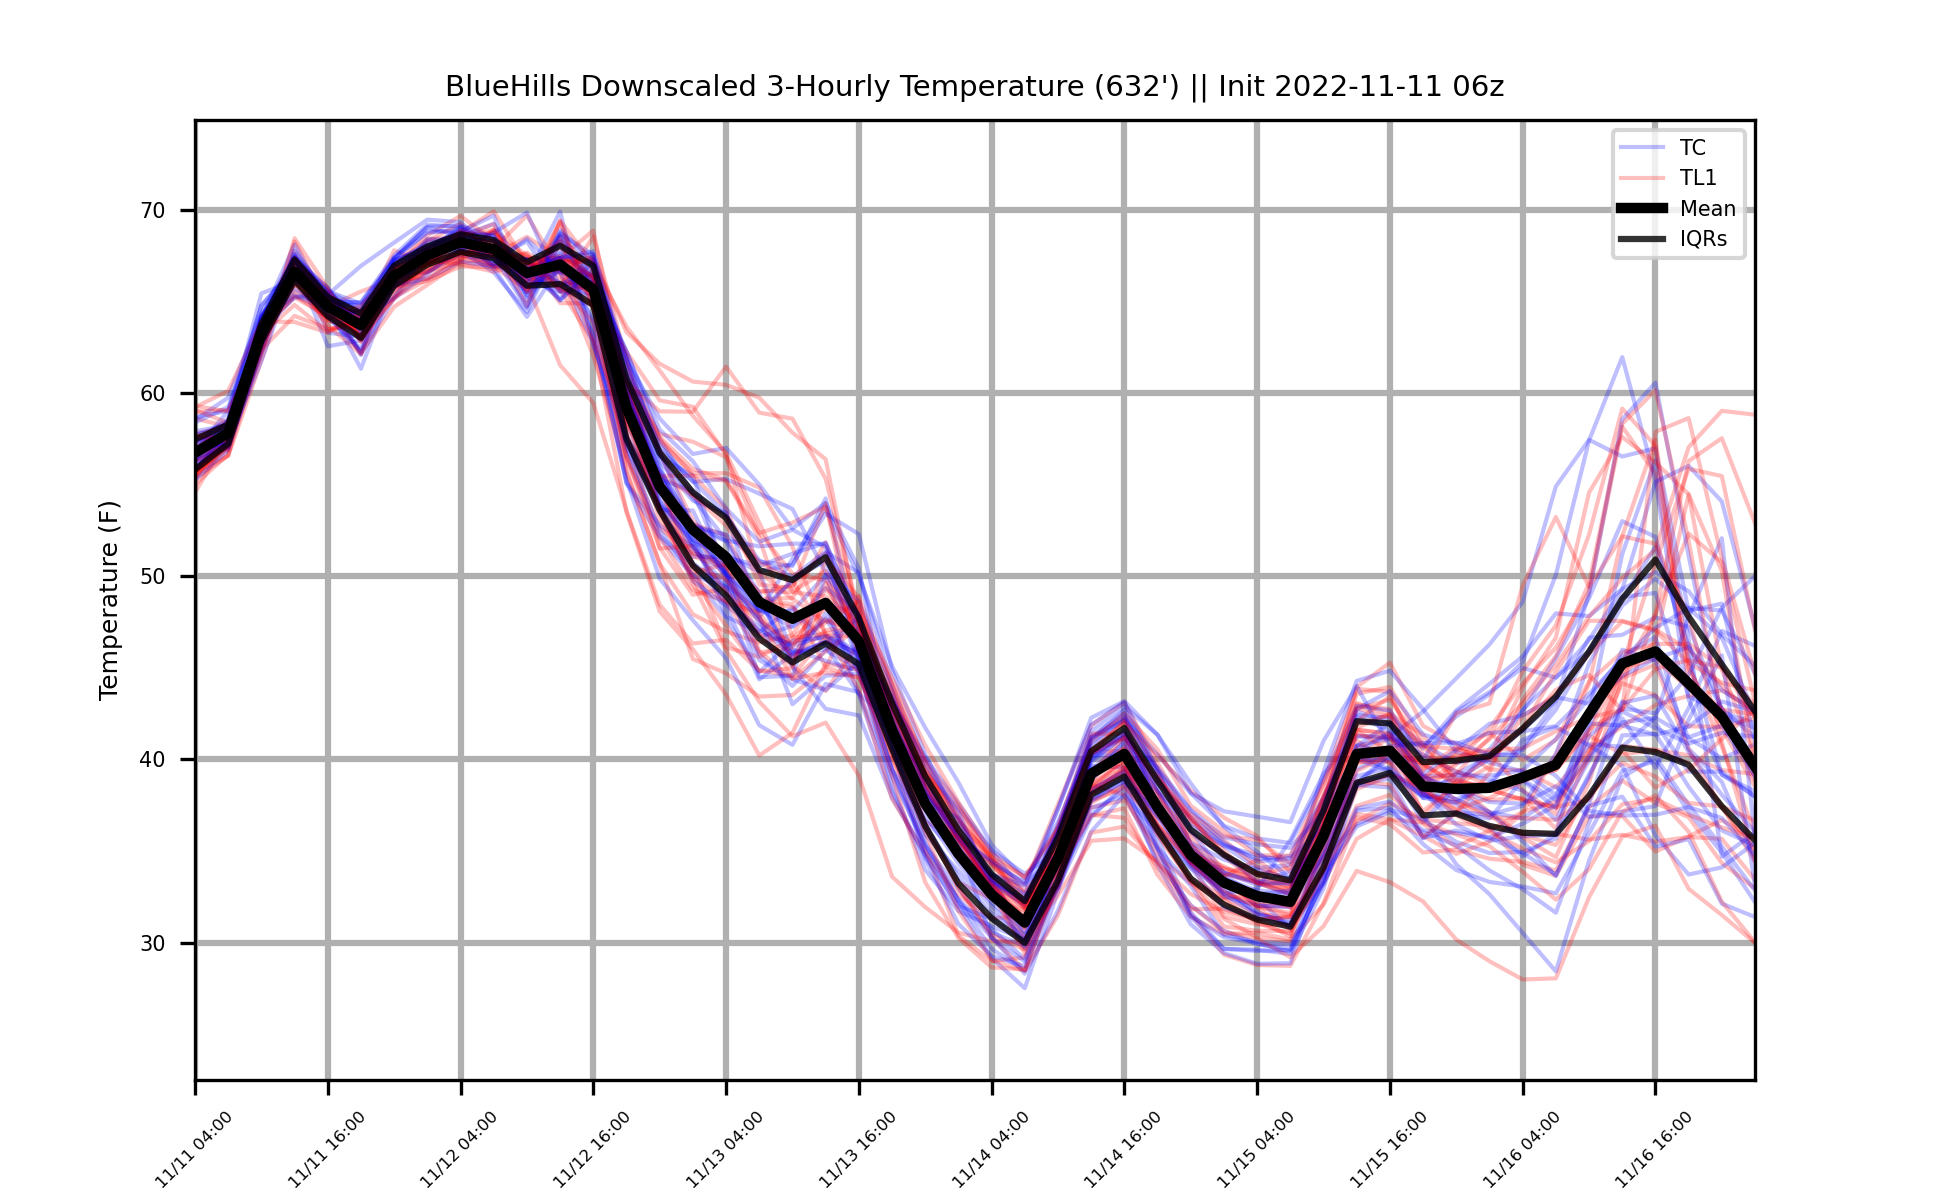 BlueHills Downscaled 3-Hourly Temperature (632') || Init 2022-11-11 06z
TC
TL1
Mean
IQRs
Temperature (F)
70
60
50
40
30
11/11 04:00
11/11 16:00
11/12 04:00
11/12 16:00
11/13 04:00
11/13 16:00
11/14 04:00
11/14 16:00
11/15 04:00
11/15 16:00
11/16 04:00
11/16 16:00